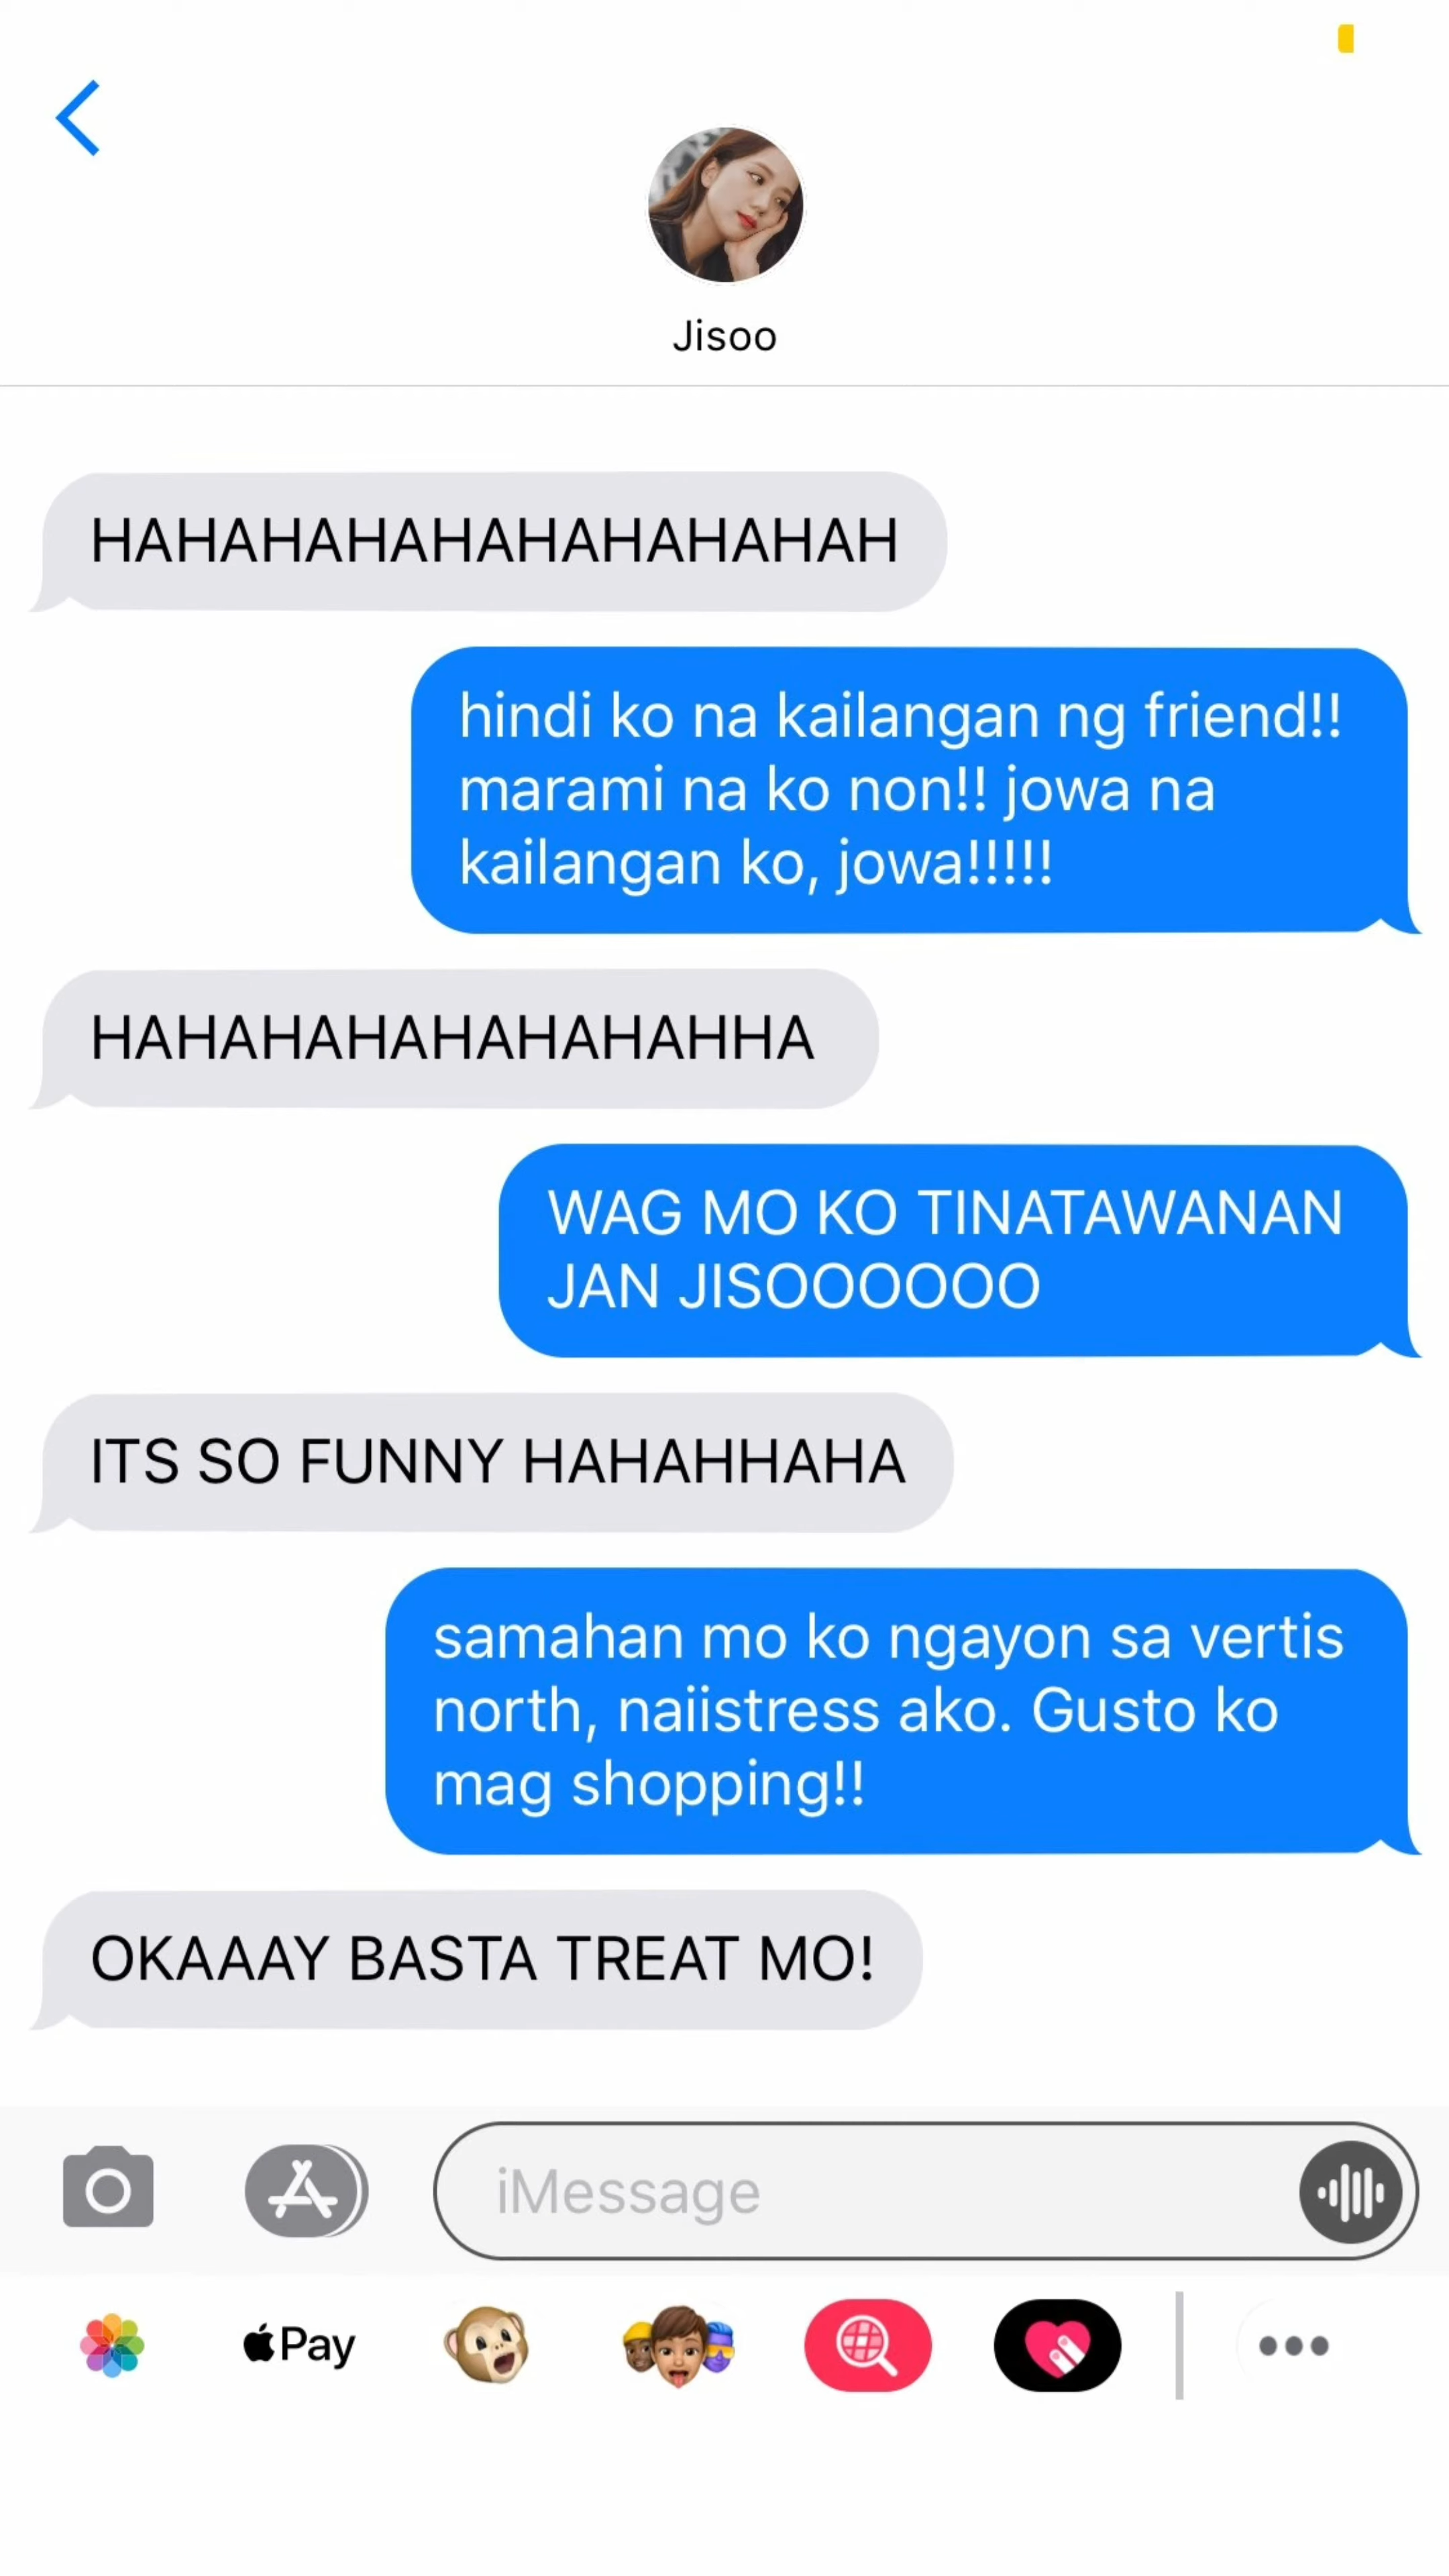 Jisoo
HAHAHAHAHAHAHAHAHAH
hindi ko na kailangan ng friend!!
marami na ko non!! jowa na
kailangan ko, jowa!!!!!
HAHAHAHAHAHAHAHHA
WAG MO KO TINATAWANAN
JAN JISOOOOOO
ITS SO FUNNY HAHAHHAHA
samahan mo ko ngayon sa vertis
north, naiistress ako. Gusto ko
mag shopping!!
OKAAAY BASTA TREAT MO!
iMessage
Pay